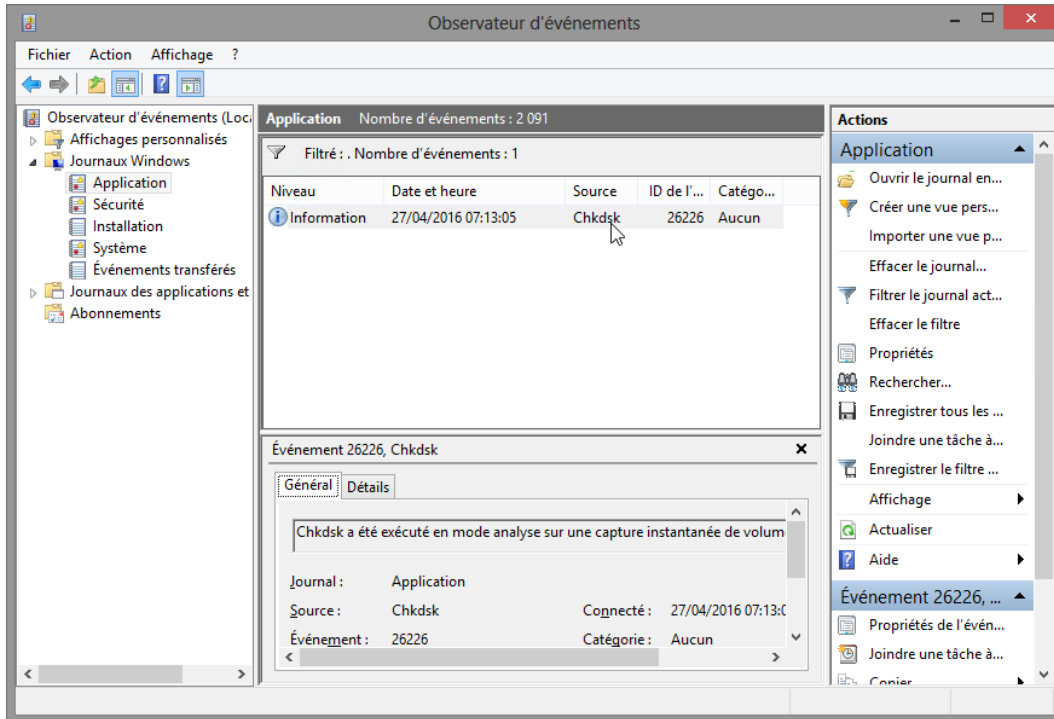 Observateur d'événements
Fichier Action Affichage ?
Observateur d'événements (Loca
Affichages personnalisés
Journaux Windows
Application
Sécurité
Installation
Système
Événements transférés
Journaux des applications et
Abonnements
Application Nombre d'événements : 2 091
Filtré : . Nombre d'événements : 1
Niveau Date et heure Source ID de l'... Catégo...
Information 27/04/2016 07:13:05 Chkdsk 26226 Aucun
Événement 26226, Chkdsk
Général Détails
Chkdsk a été exécuté en mode analyse sur une capture instantanée de volum
Journal : Application
Source : Chkdsk Connecté : 27/04/2016 07:13:0
Événement : 26226 Catégorie : Aucun
Actions
Application
Ouvrir le journal en...
Créer une vue pers...
Importer une vue p...
Effacer le journal...
Filtrer le journal act...
Effacer le filtre
Propriétés
Rechercher...
Enregistrer tous les ...
Joindre une tâche à...
Enregistrer le filtre ...
Affichage
Actualiser
Aide
Événement 26226, ...
Propriétés de l'évén...
Joindre une tâche à...
Copier